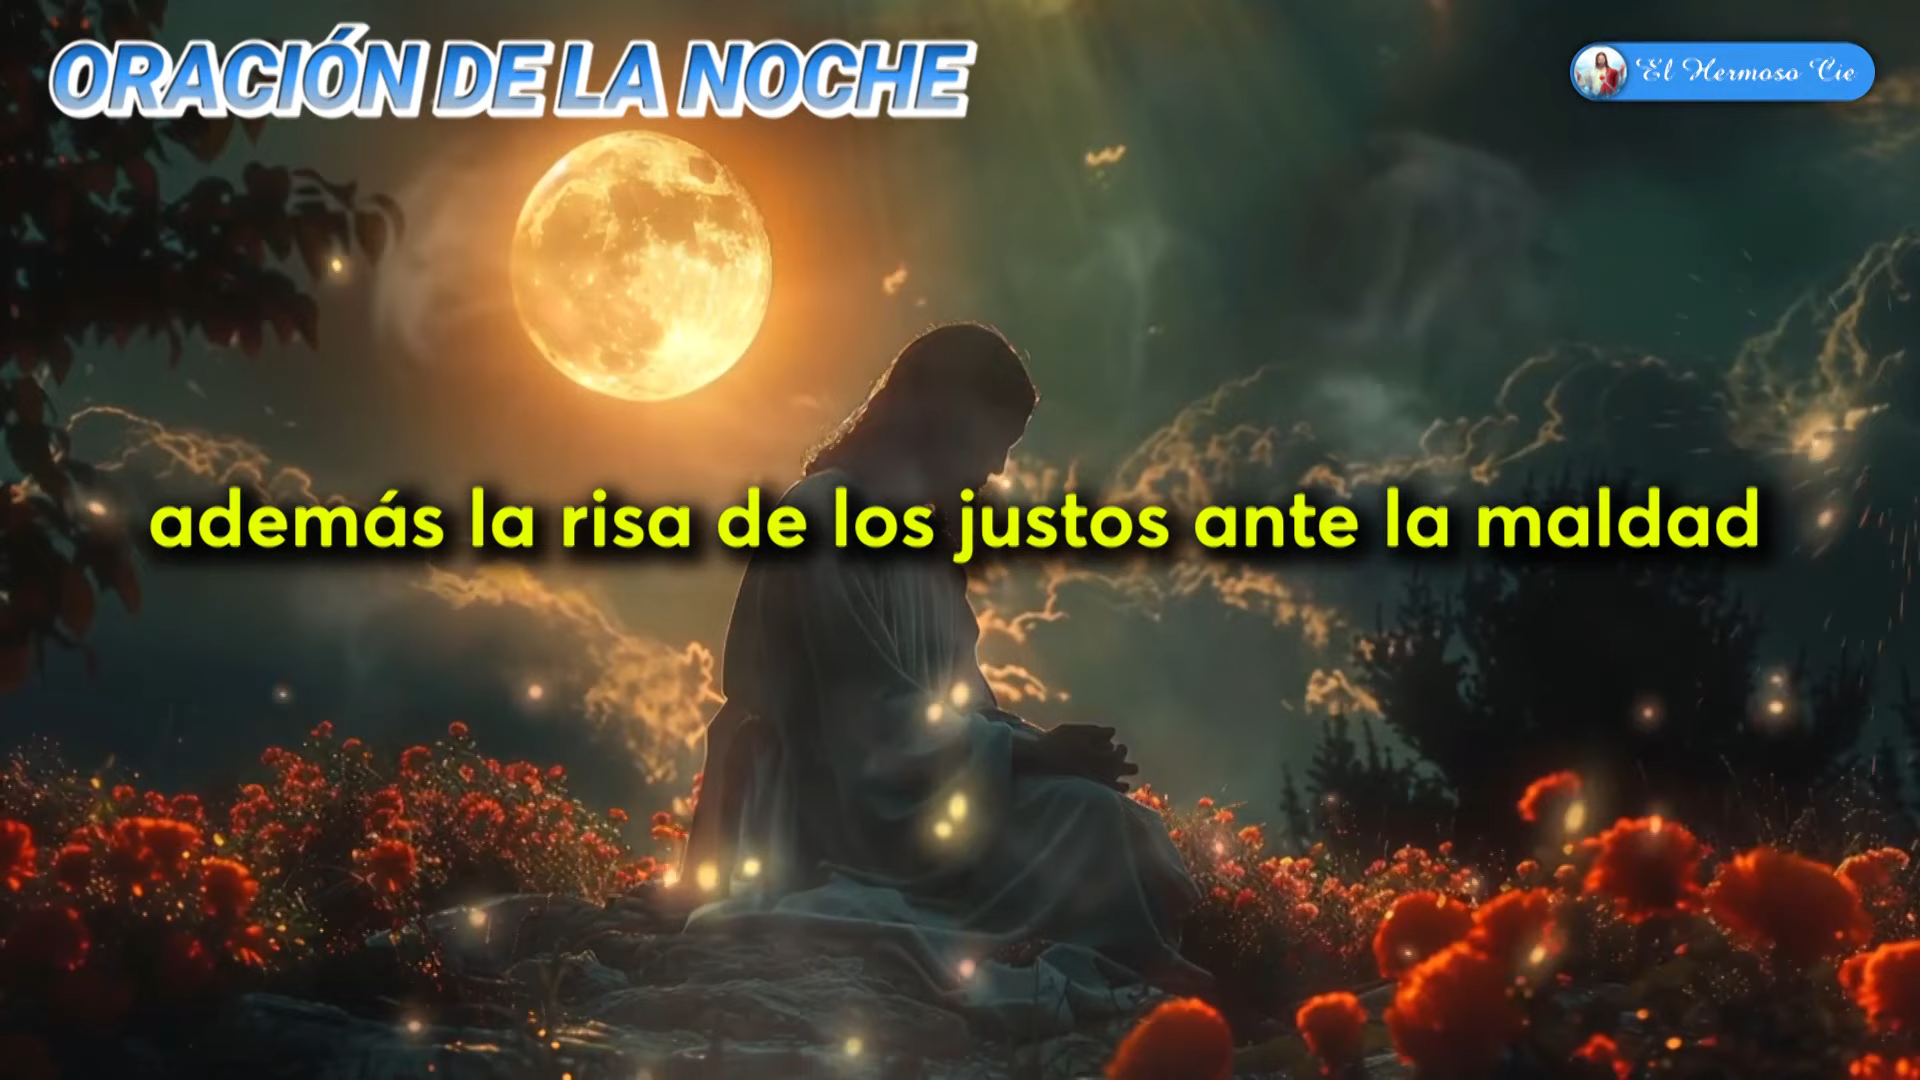 ORACIÓN DE LA NOCHE
El Hermoso Cie
además la risa de los justos ante la maldad